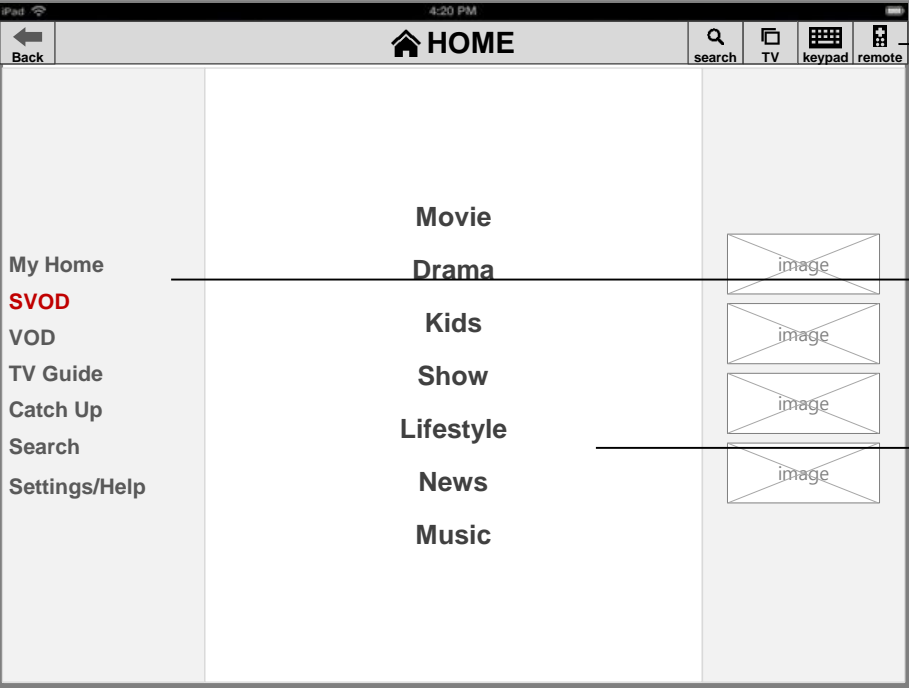 iPad 4:20 PM
Back HOME search TV keypad remote
My Home
SVOD
VOD
TV Guide
Catch Up
Search
Settings/Help
Movie
Drama
Kids
Show
Lifestyle
News
Music
image
image
image
image